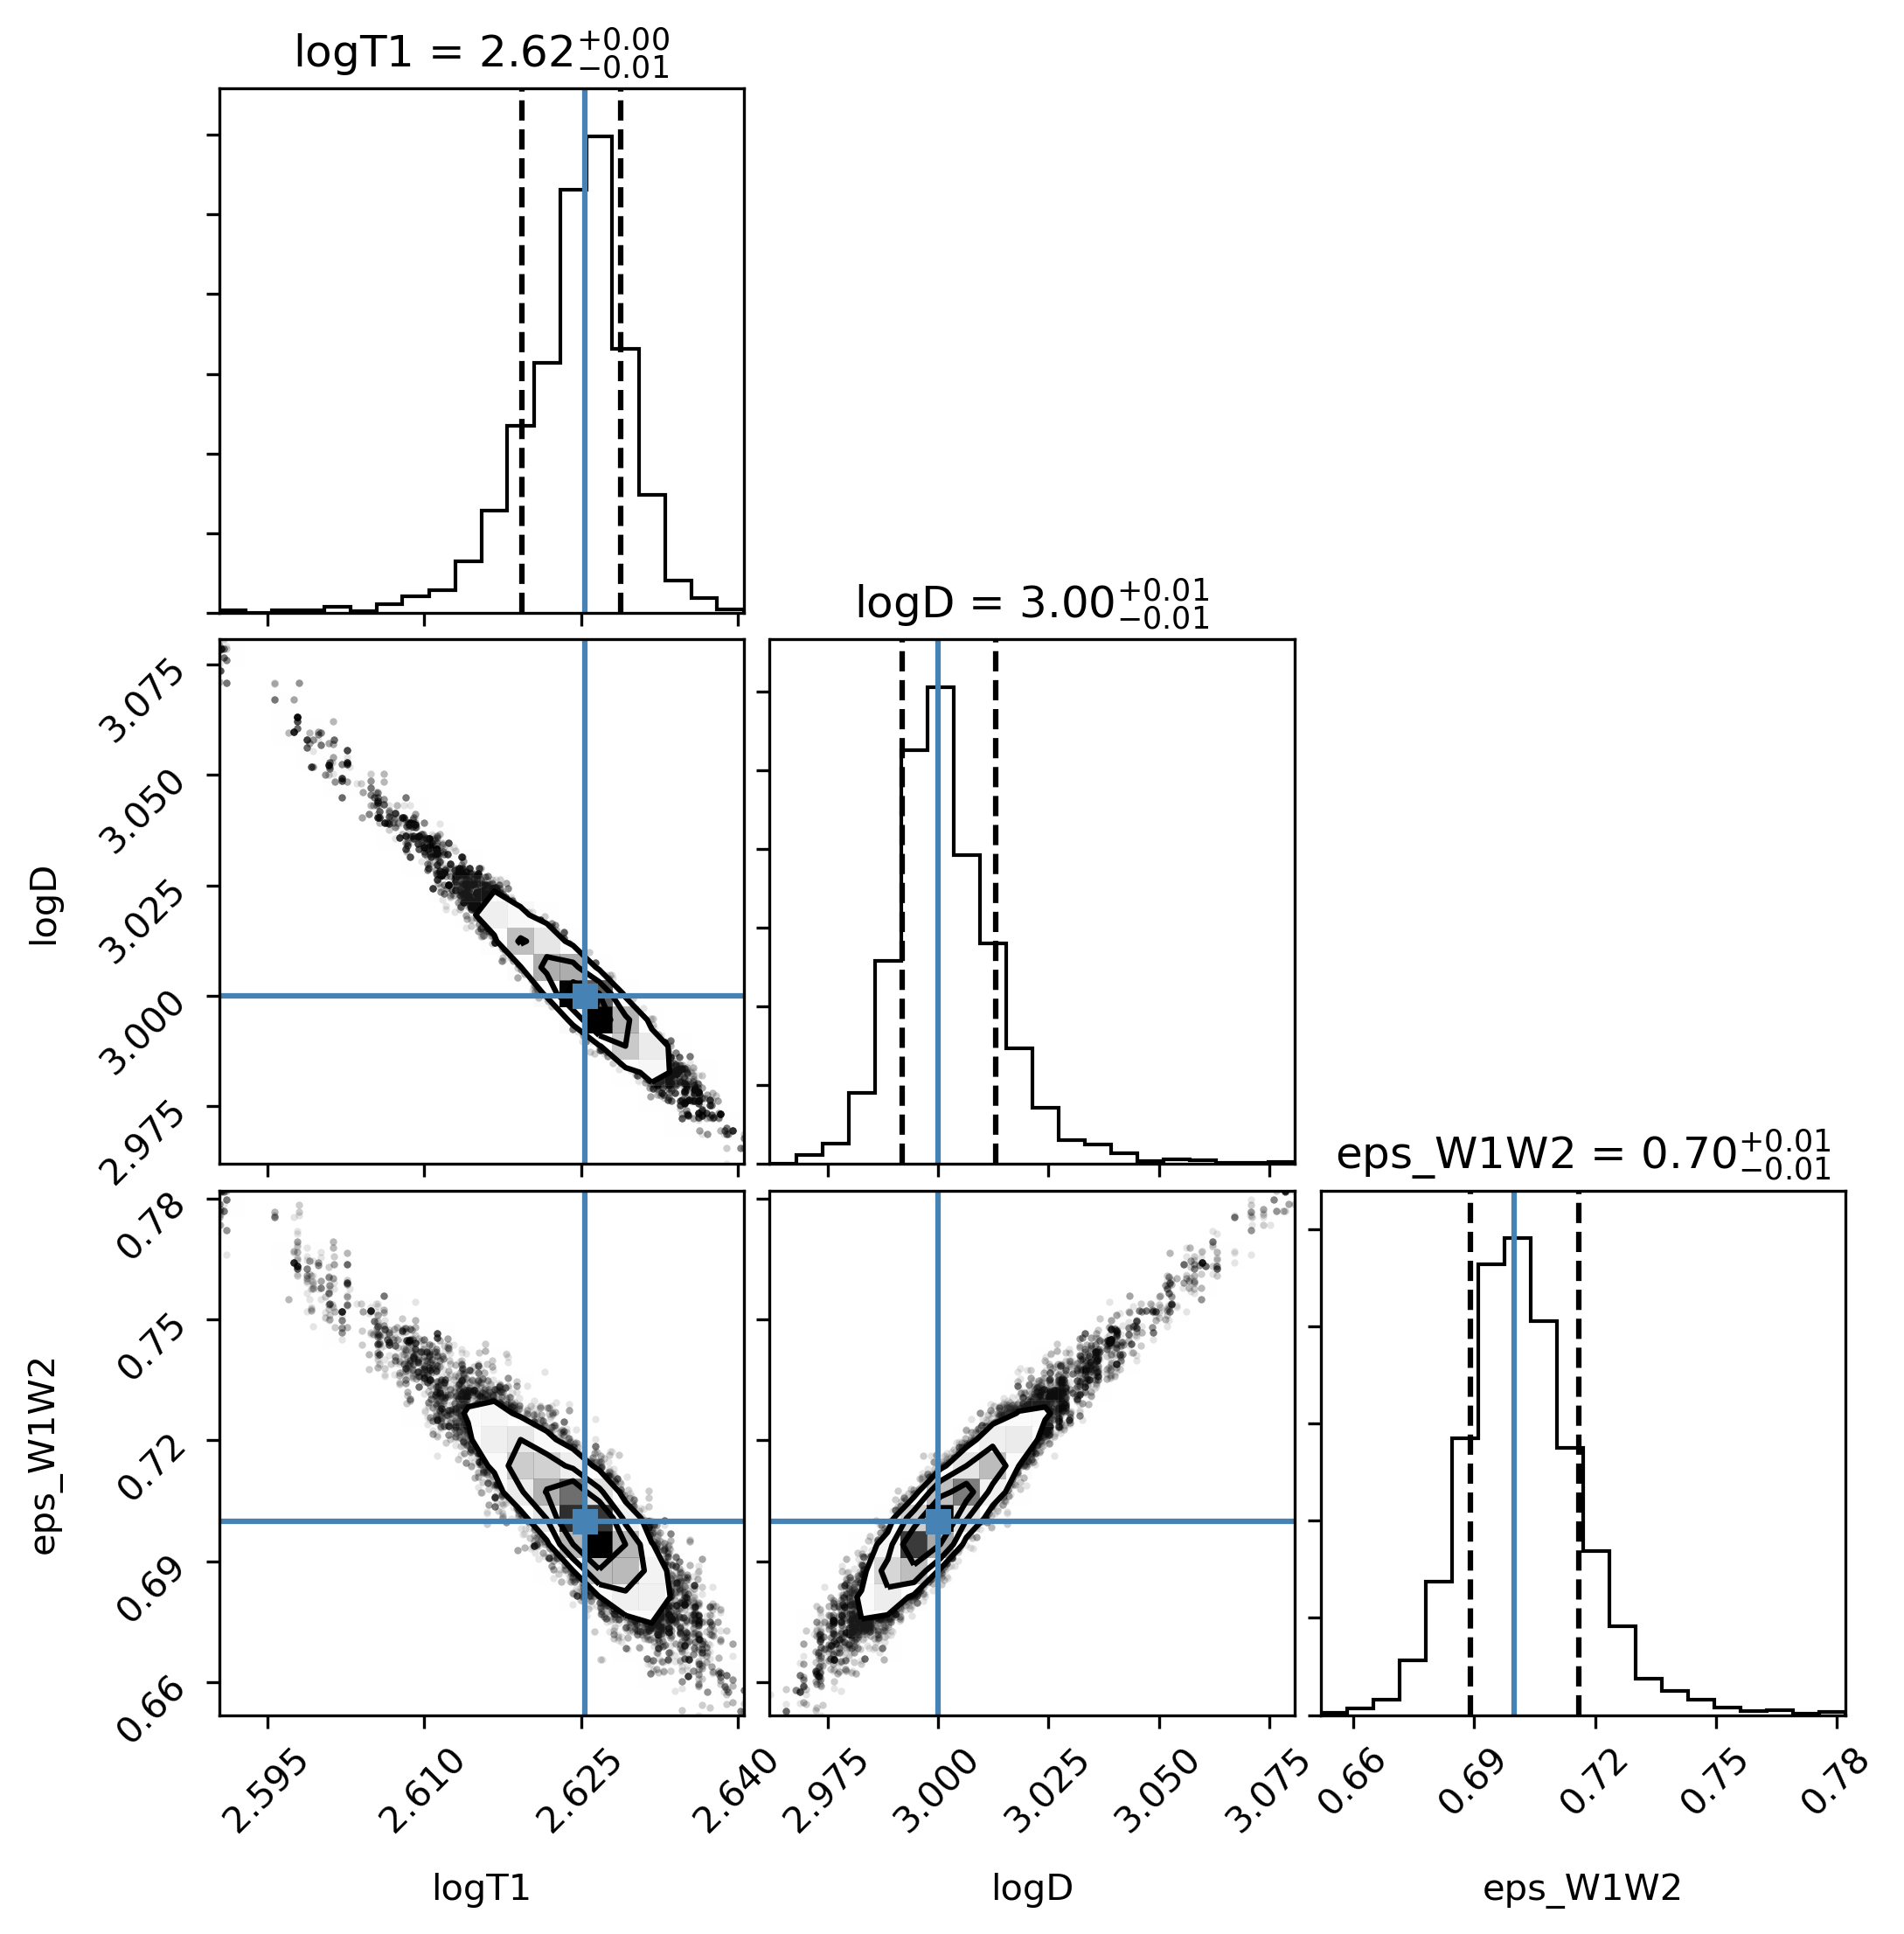 logT1 = 2.62+0.00 −0.01
logD = 3.00+0.01 −0.01
3.075
3.050
3.025
3.000
2.975
logD
eps_W1W2 = 0.70+0.01 −0.01
0.78
0.75
0.72
0.69
0.66
eps_W1W2
2.595 2.610 2.625 2.640
2.975 3.000 3.025 3.050 3.075
0.66 0.69 0.72 0.75 0.78
logT1 logD eps_W1W2